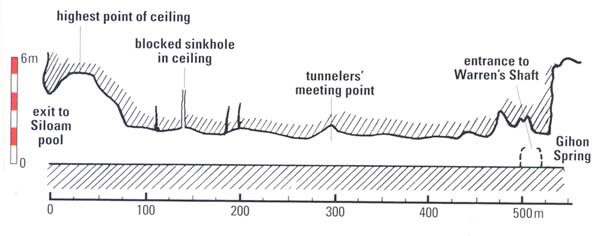 highest point of ceiling
blocked sinkhole
in ceiling
6m
exit to
Siloam
pool
0
tunnelers'
meeting point
entrance to
Warren's Shaft
Gihon
Spring
0 100 200 300 400 500m